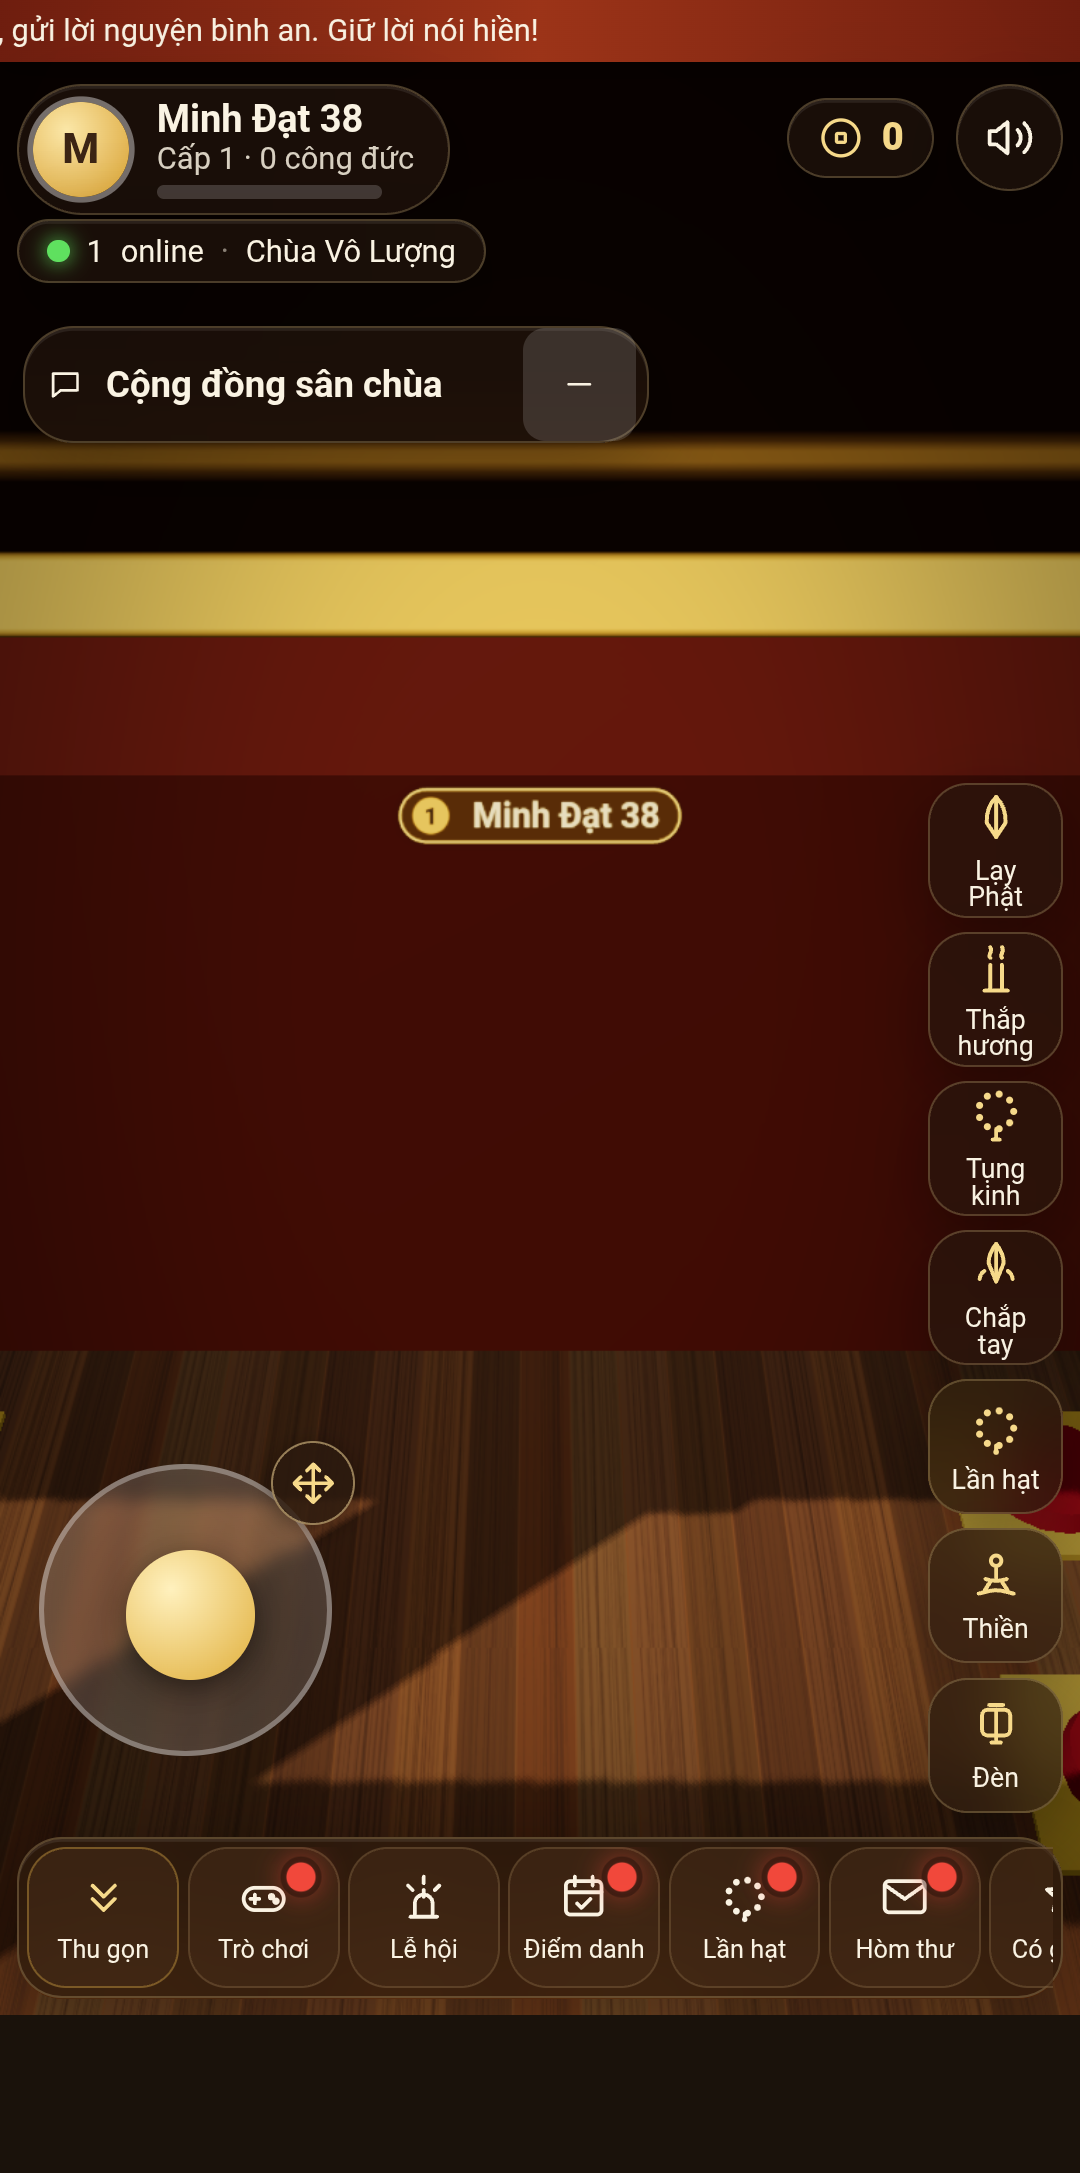 , gửi lời nguyện bình an. Giữ lời nói hiền!
M
Minh Đạt 38
Cấp 1 · 0 công đức
0
1 online · Chùa Vô Lượng
Cộng đồng sân chùa
1 Minh Đạt 38
Lạy
Phật
Thắp
hương
Tụng
kinh
Chắp
tay
Lần hạt
Thiền
Đèn
Thu gọn
Trò chơi
Lễ hội
Điểm danh
Lần hạt
Hòm thư
Có